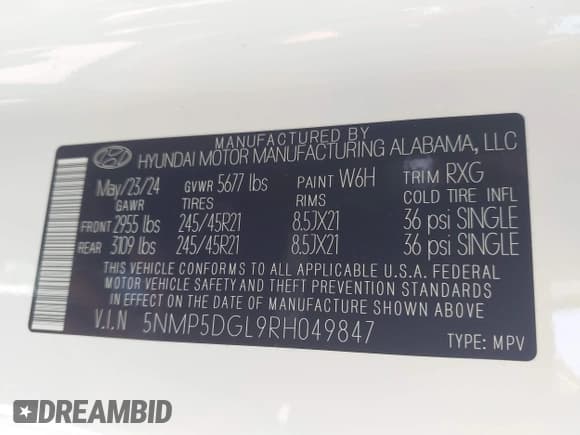 MANUFACTURED BY
HYUNDAI MOTOR MANUFACTURING ALABAMA, LLC
May/23/24 GVWR 5677 lbs PAINT W6H TRIM RXG
GAWR TIRES RIMS COLD TIRE INFL
FRONT 2955 lbs 245/45R21 8.5JX21 36 psi SINGLE
REAR 3109 lbs 245/45R21 8.5JX21 36 psi SINGLE
THIS VEHICLE CONFORMS TO ALL APPLICABLE U.S.A. FEDERAL
MOTOR VEHICLE SAFETY AND THEFT PREVENTION STANDARDS
IN EFFECT ON THE DATE OF MANUFACTURE SHOWN ABOVE
V.I.N 5NMP5DGL9RH049847 TYPE: MPV
DREAMBID